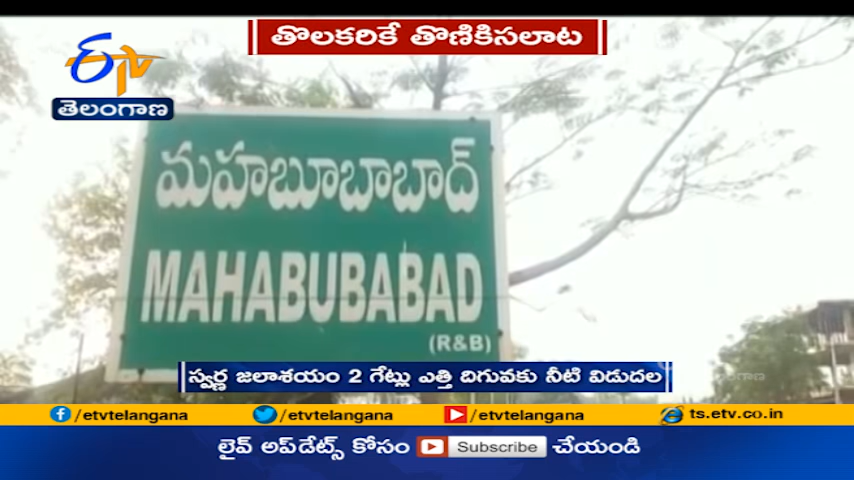 తొలకరికే తొణికిసలాట
ETV
తెలంగాణ
మహబూబాబాద్
MAHABUBABAD
(R&B)
స్వర్ణ జలాశయం 2 గేట్లు ఎత్తి దిగువకు నీటి విడుదల
/etvtelangana /etvtelangana /etvtelangana ts.etv.co.in
లైవ్ అప్‌డేట్స్ కోసం Subscribe చేయండి